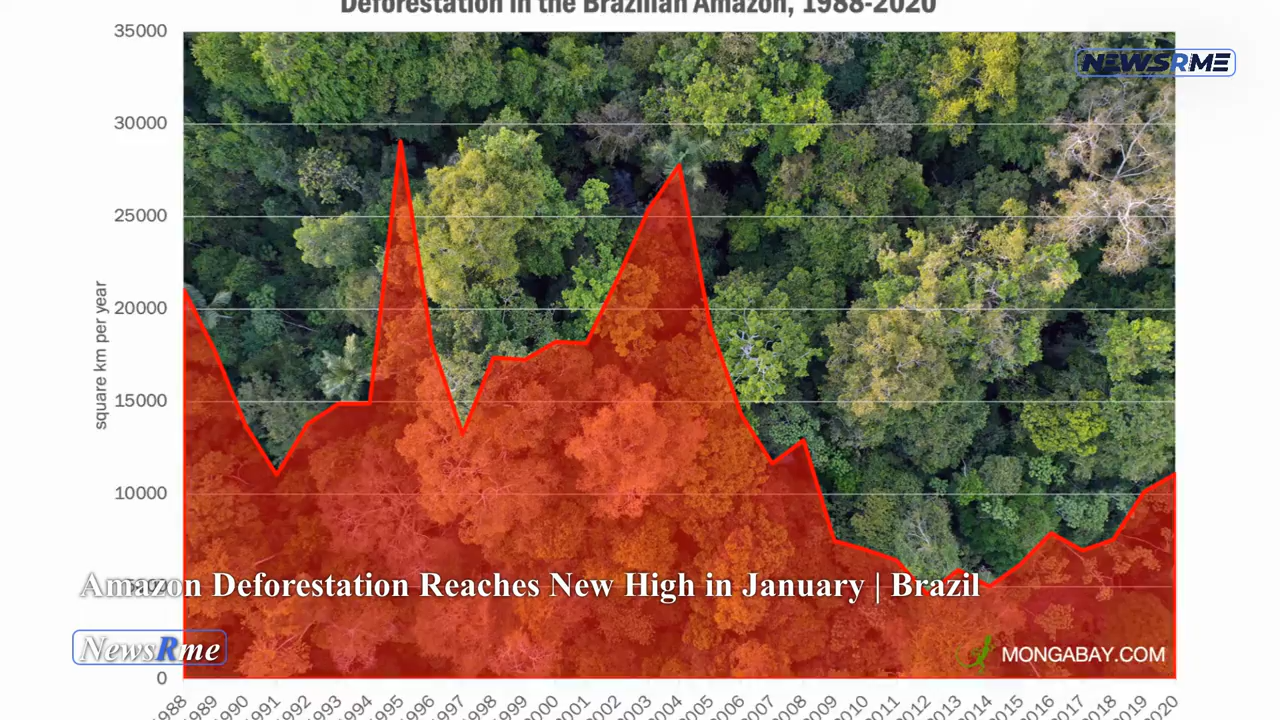 Deforestation in the Brazilian Amazon, 1988-2020
NEWSRME
35000
30000
25000
20000
15000
10000
5000
0
square km per year
Amazon Deforestation Reaches New High in January | Brazil
NewsRme
MONGABAY.COM
1988 1989 1990 1991 1992 1993 1994 1995 1996 1997 1998 1999 2000 2001 2002 2003 2004 2005 2006 2007 2008 2009 2010 2011 2012 2013 2014 2015 2016 2017 2018 2019 2020